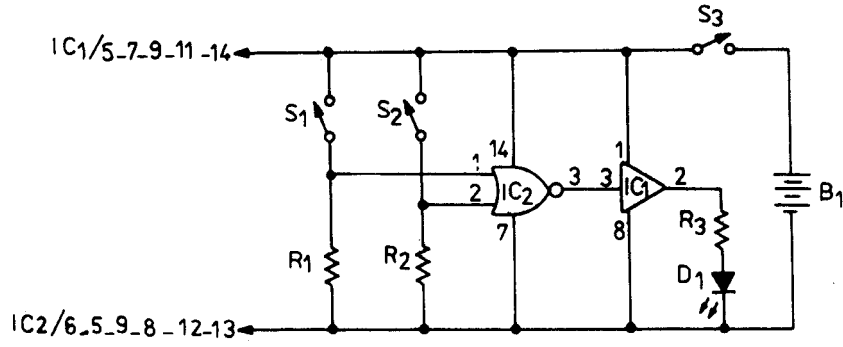 S3
IC1/5-7-9-11-14
S1
S2
14
1
1
2
IC2
3
3
IC1
2
B1
7
8
R3
R1
R2
D1
IC2/6-5-9-8-12-13